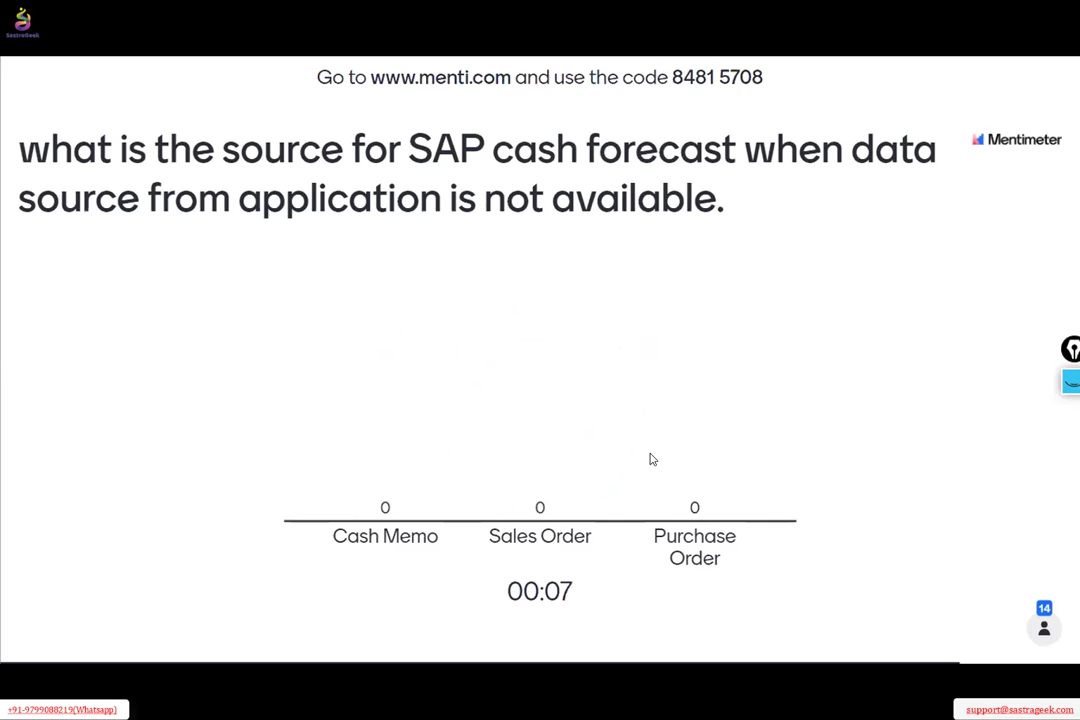 SastraGeek
Go to www.menti.com and use the code 8481 5708
what is the source for SAP cash forecast when data
source from application is not available.
Mentimeter
0
0
0
Cash Memo
Sales Order
Purchase
Order
00:07
14
+91-9799088219(Whatsapp)
support@sastrageek.com